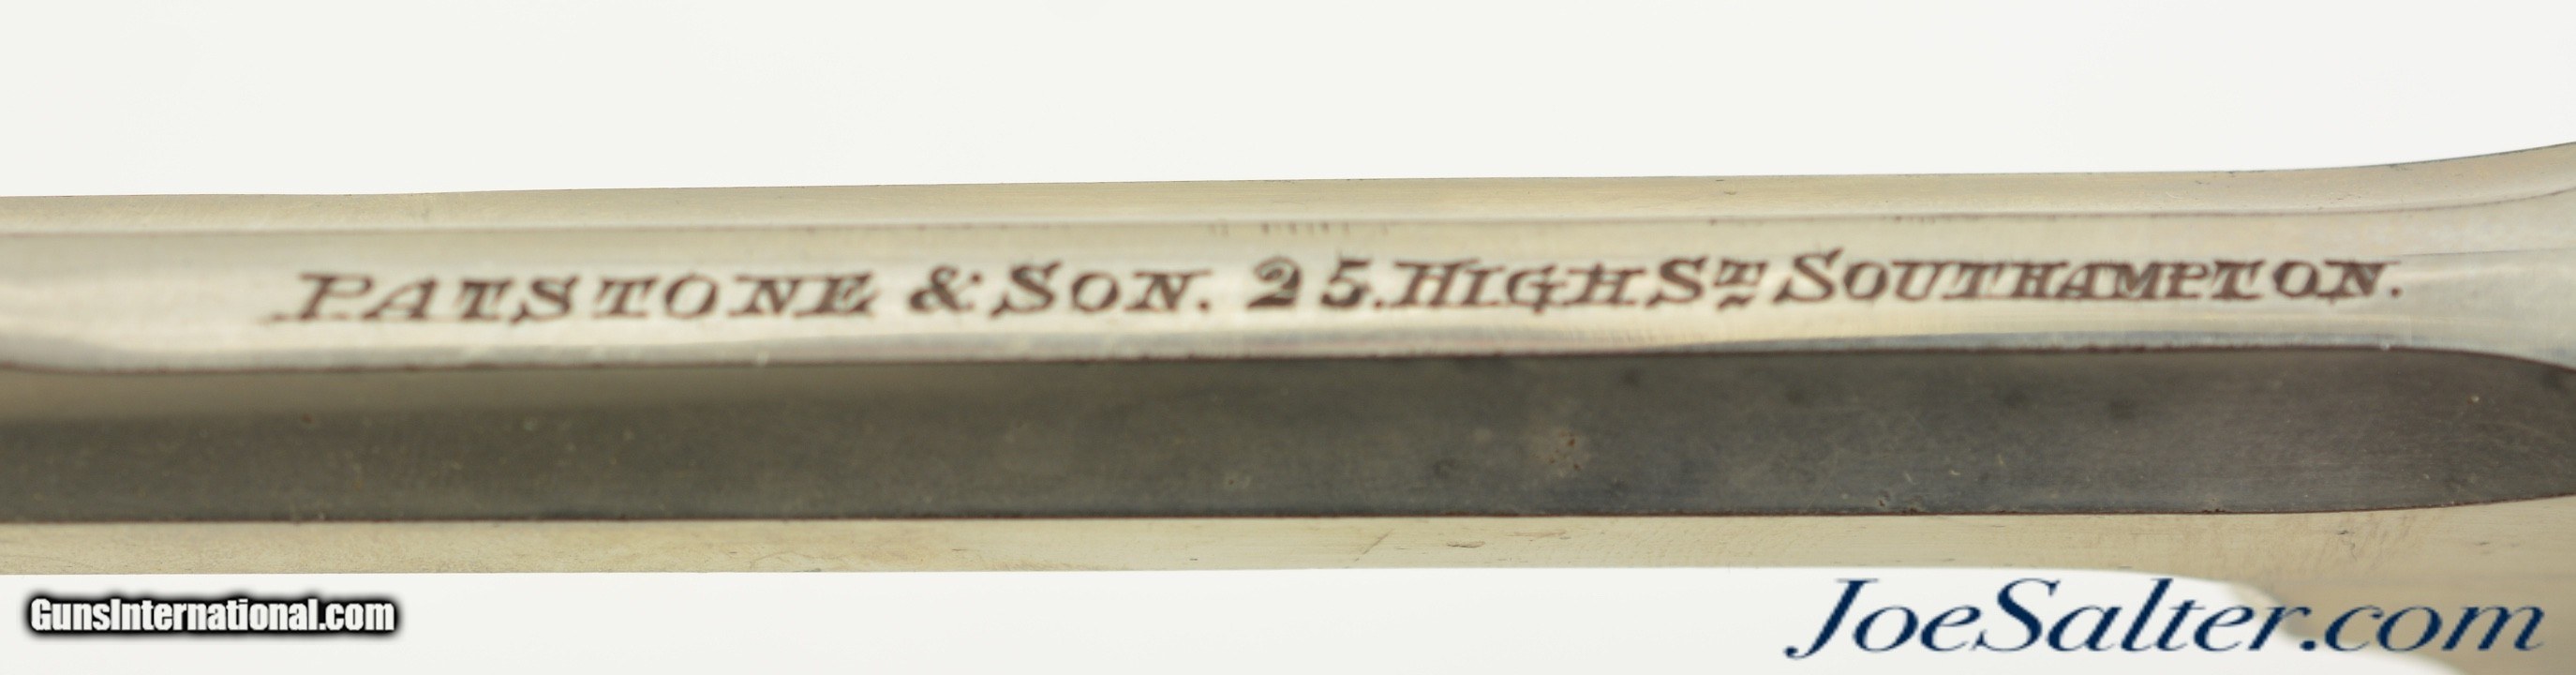 PATSTONE & SON. 25. HIGH ST SOUTHAMPTON.
GunsInternational.com
JoeSalter.com